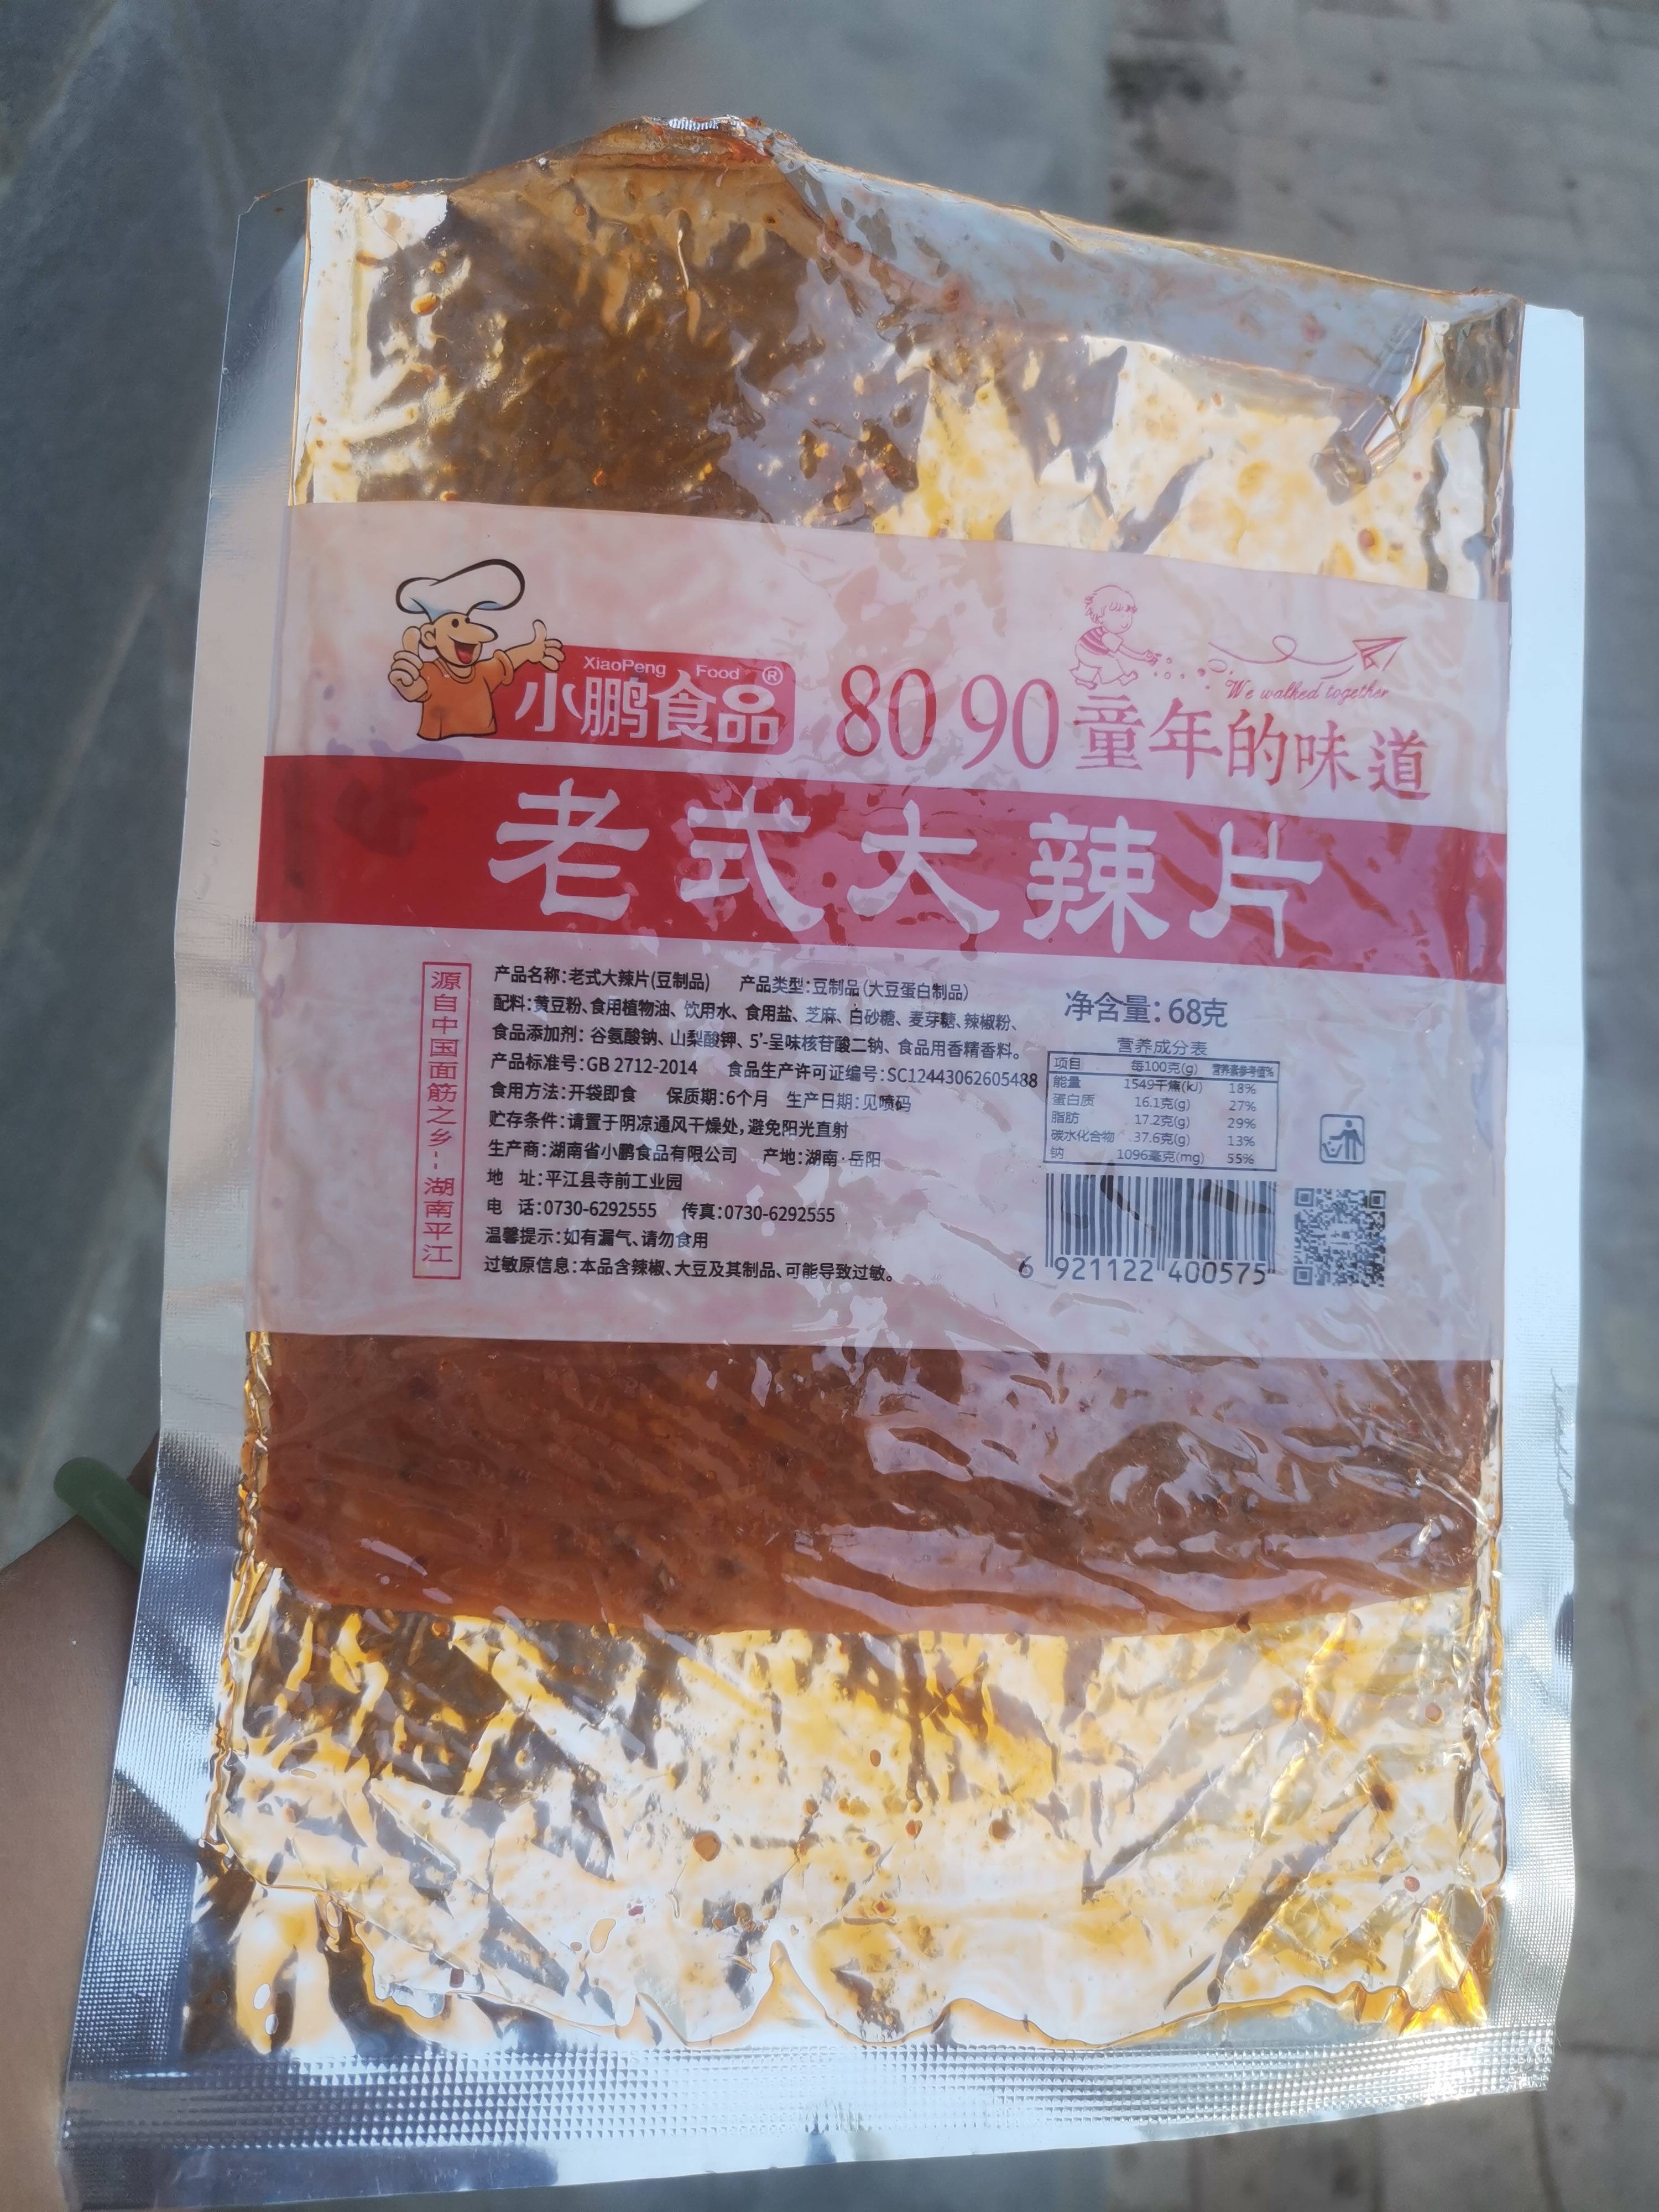 XiaoPeng Food ®
小鹏食品
We walked together
80 90 童年的味道
老式大辣片
源自中国面筋之乡--湖南平江
产品名称:老式大辣片(豆制品) 产品类型:豆制品(大豆蛋白制品)
配料:黄豆粉、食用植物油、饮用水、食用盐、芝麻、白砂糖、麦芽糖、辣椒粉、
食品添加剂:谷氨酸钠、山梨酸钾、5'-呈味核苷酸二钠、食品用香精香料。
产品标准号:GB 2712-2014 食品生产许可证编号:SC12443062605488
食用方法:开袋即食 保质期:6个月 生产日期:见喷码
贮存条件:请置于阴凉通风干燥处,避免阳光直射
生产商:湖南省小鹏食品有限公司 产地:湖南·岳阳
地 址:平江县寺前工业园
电 话:0730-6292555 传真:0730-6292555
温馨提示:如有漏气、请勿食用
过敏原信息:本品含辣椒、大豆及其制品、可能导致过敏。
净含量:68克
营养成分表
项目 每100克(g) 营养素参考值%
能量 1549千焦(kJ) 18%
蛋白质 16.1克(g) 27%
脂肪 17.2克(g) 29%
碳水化合物 37.6克(g) 13%
钠 1096毫克(mg) 55%
6 921122 400575